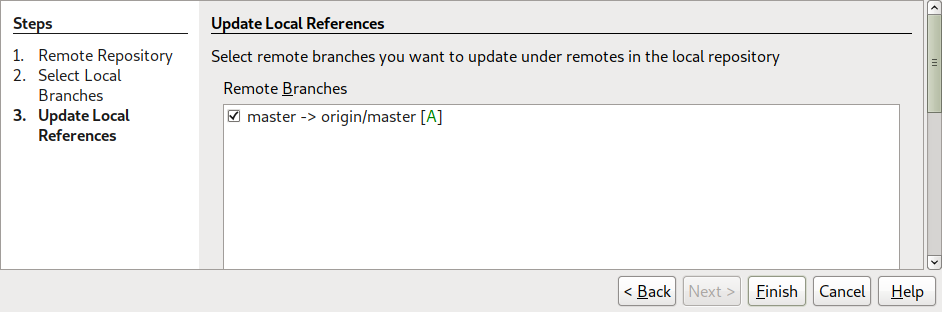 Steps
1. Remote Repository
2. Select Local
Branches
3. Update Local
References
Update Local References
Select remote branches you want to update under remotes in the local repository
Remote Branches
master -> origin/master [A]
< Back
Next >
Finish
Cancel
Help